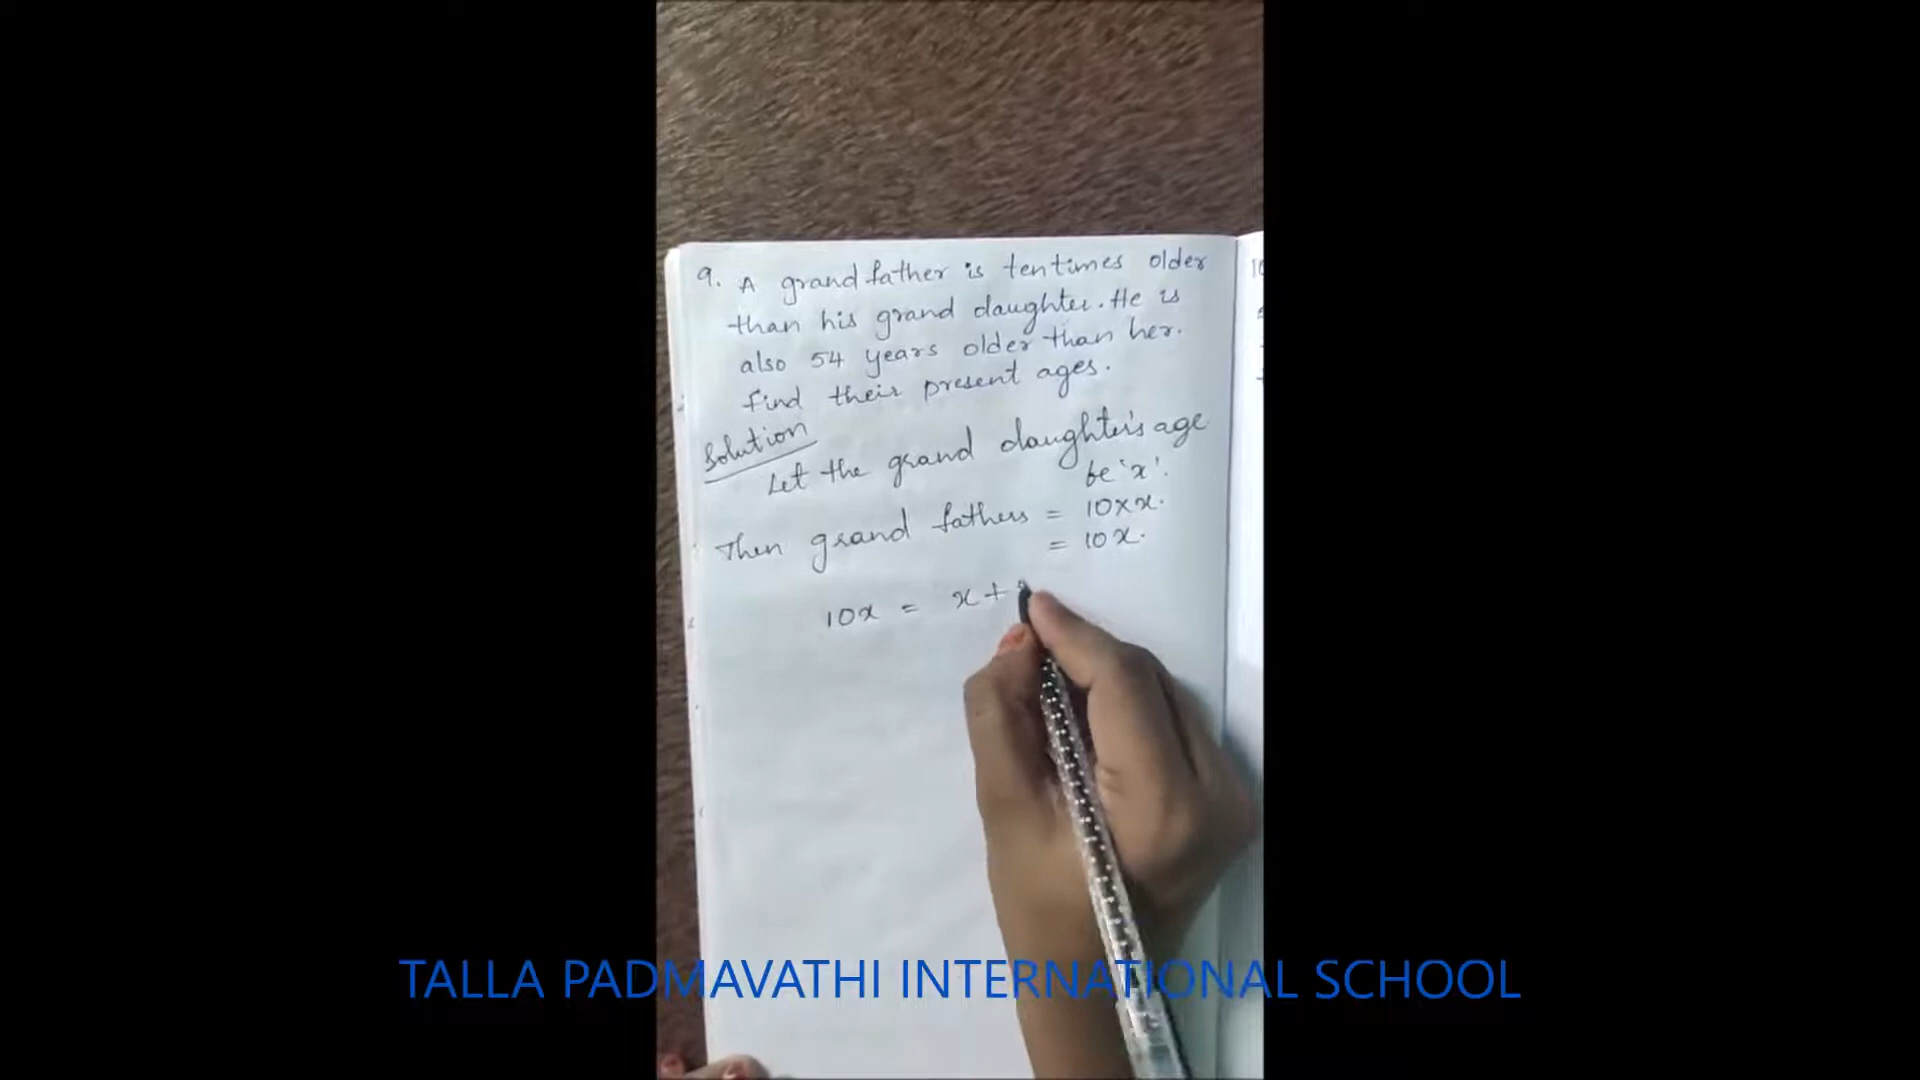 9. A grand father is ten times older
than his grand daughter. He is
also 54 years older than her.
Find their present ages.
Solution
Let the grand daughter's age
be 'x'.
Then grand fathers = 10×x.
= 10x.
10x = x +
TALLA PADMAVATHI INTERNATIONAL SCHOOL